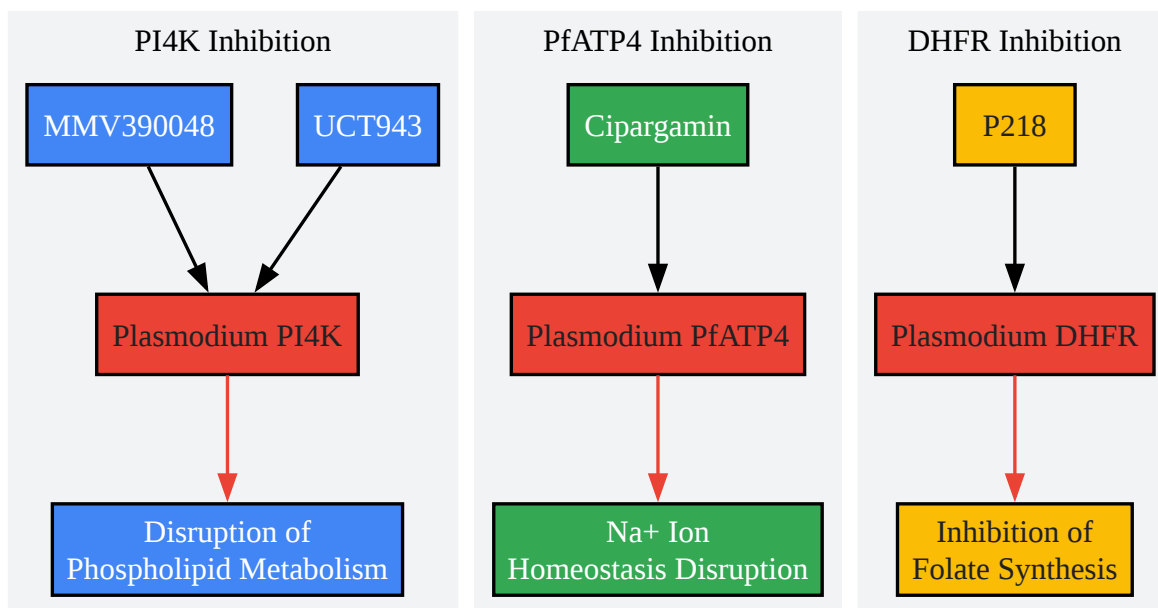 PI4K Inhibition
MMV390048
UCT943
Plasmodium PI4K
Disruption of
Phospholipid Metabolism
PfATP4 Inhibition
Cipargamin
Plasmodium PfATP4
Na+ Ion
Homeostasis Disruption
DHFR Inhibition
P218
Plasmodium DHFR
Inhibition of
Folate Synthesis